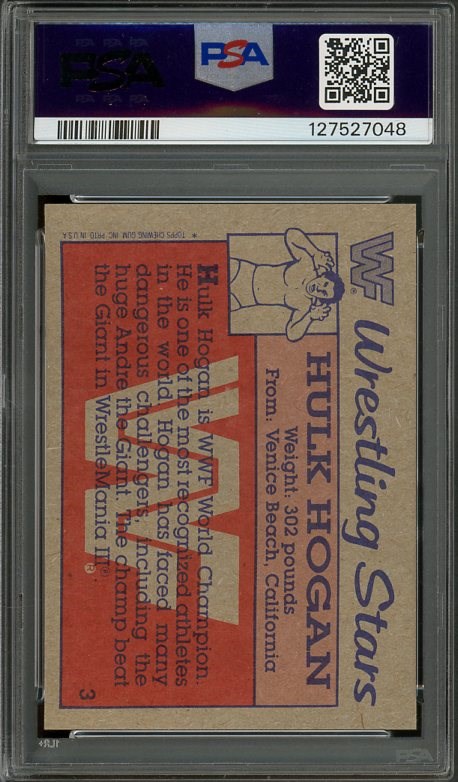 PSA
PSA
127527048
WF®
Wrestling Stars
HULK HOGAN
Weight: 302 pounds
From: Venice Beach, California
Hulk Hogan is WWF World Champion.
He is one of the most recognized athletes
in the world. Hogan has faced many
dangerous challengers, including the
huge Andre the Giant. The champ beat
the Giant in WrestleMania III®.
3
* TOPPS CHEWING GUM, INC. PRTD. IN U.S.A.
PSA